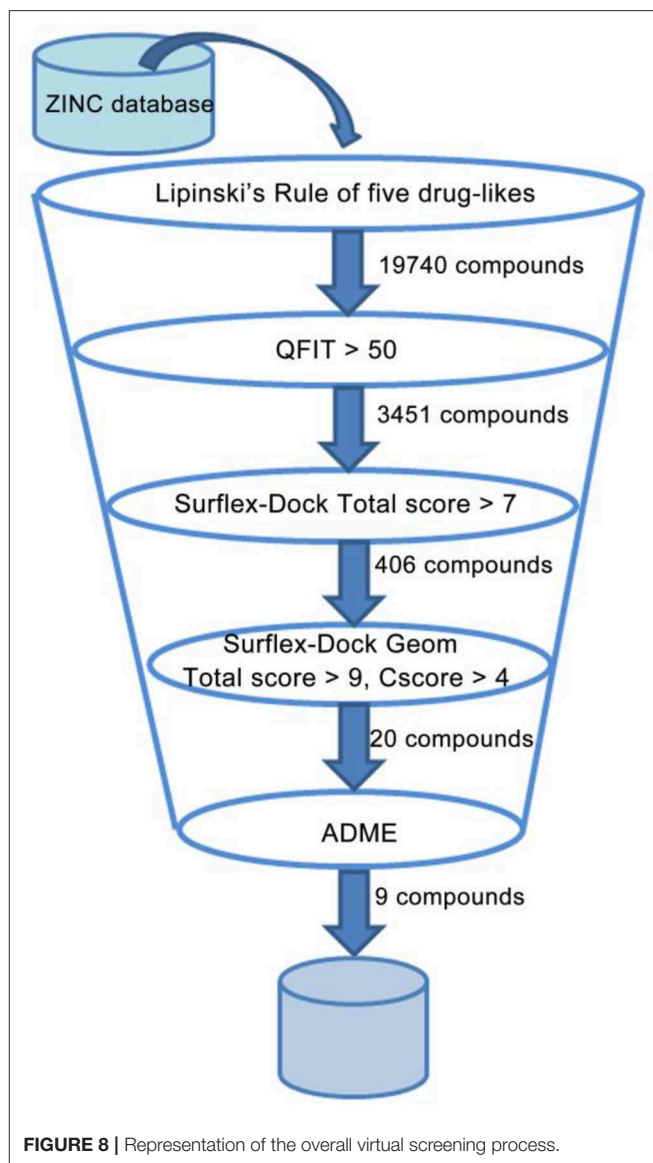 ZINC database
Lipinski's Rule of five drug-likes
19740 compounds
QFIT > 50
3451 compounds
Surflex-Dock Total score > 7
406 compounds
Surflex-Dock Geom
Total score > 9, Cscore > 4
20 compounds
ADME
9 compounds
FIGURE 8 | Representation of the overall virtual screening process.